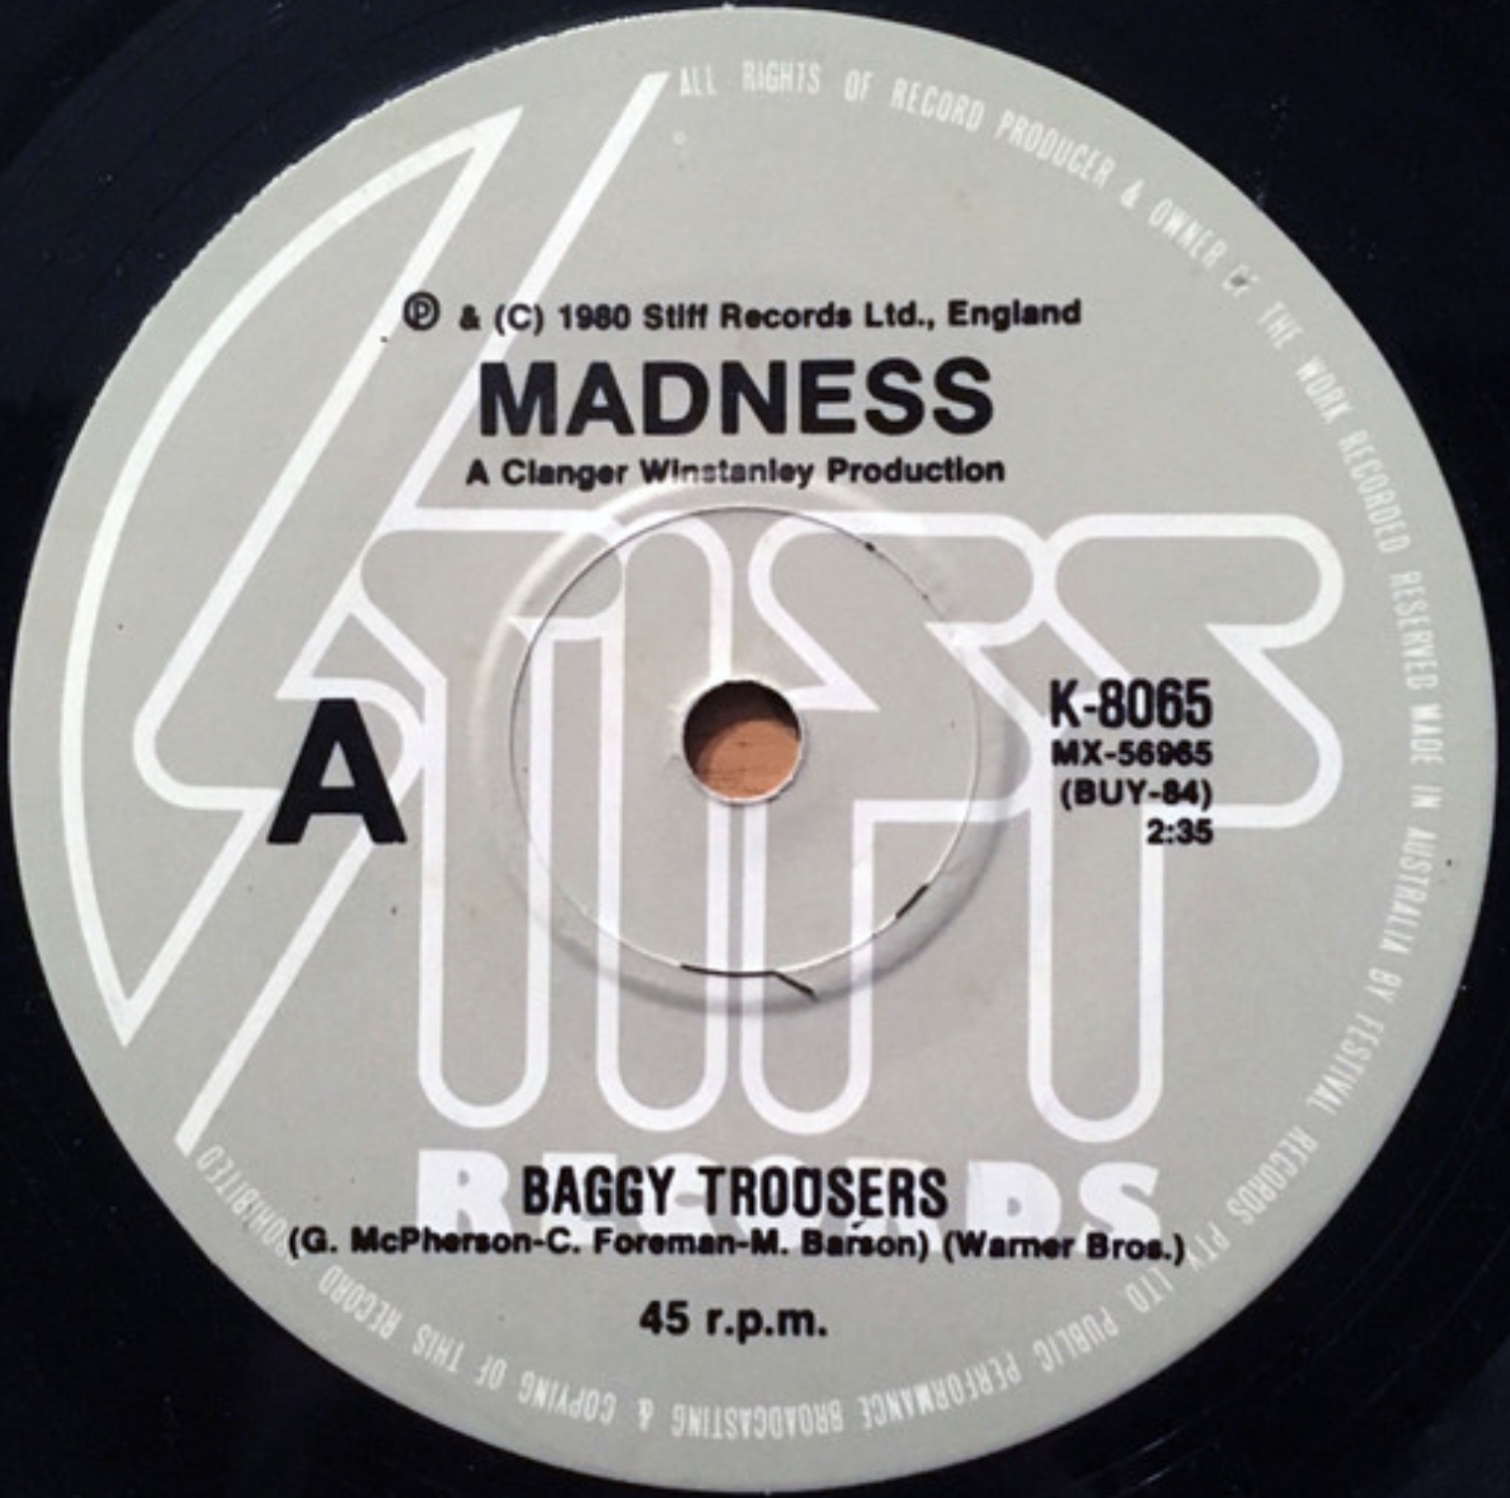 ALL RIGHTS OF RECORD PRODUCER & OWNER OF THE WORK RECORDED RESERVED MADE IN AUSTRALIA BY FESTIVAL RECORDS PTY LTD PUBLIC PERFORMANCE BROADCASTING & COPYING OF THIS RECORD PROHIBITED
℗ & (C) 1980 Stiff Records Ltd., England
MADNESS
A Clanger Winstanley Production
STIFF
A
K-8065
MX-56965
(BUY-84)
2:35
RECORDS
BAGGY TROUSERS
(G. McPherson-C. Foreman-M. Barson) (Warner Bros.)
45 r.p.m.